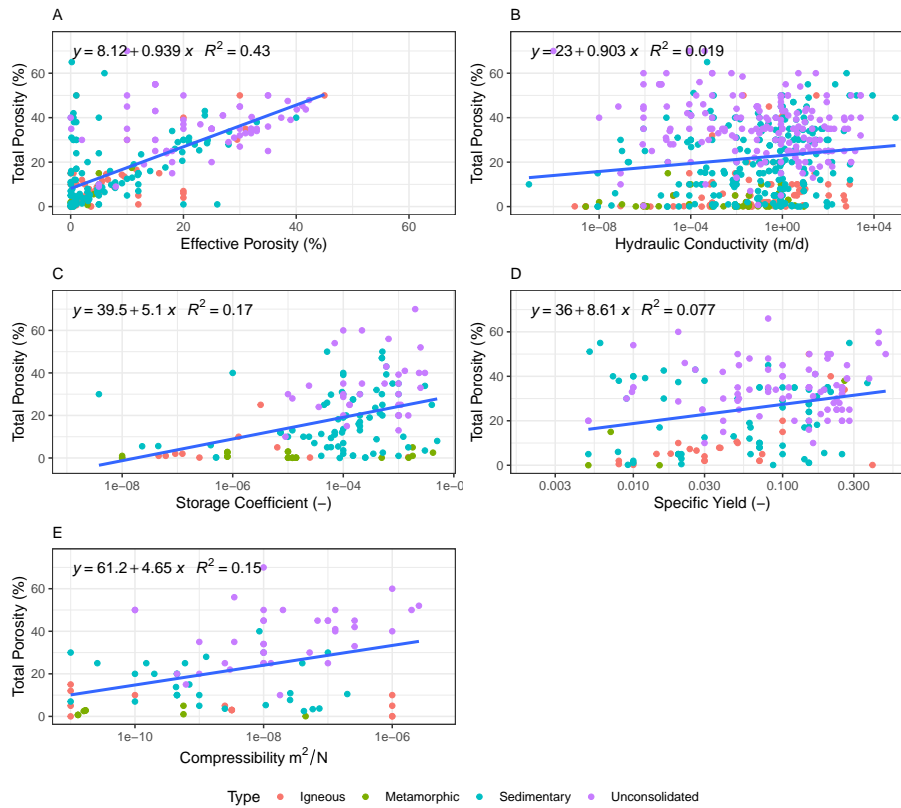 A
y = 8.12+0.939 x R² = 0.43
Total Porosity (%)
60
40
20
0
0 20 40 60
Effective Porosity (%)
B
y = 23+0.903 x R² = 0.019
Total Porosity (%)
60
40
20
0
1e−08 1e−04 1e+00 1e+04
Hydraulic Conductivity (m/d)
C
y = 39.5+5.1 x R² = 0.17
Total Porosity (%)
60
40
20
0
1e−08 1e−06 1e−04 1e−0
Storage Coefficient (−)
D
y = 36+8.61 x R² = 0.077
Total Porosity (%)
60
40
20
0
0.003 0.010 0.030 0.100 0.300
Specific Yield (−)
E
y = 61.2+4.65 x R² = 0.15
Total Porosity (%)
60
40
20
0
1e−10 1e−08 1e−06
Compressibility m²/N
Type Igneous Metamorphic Sedimentary Unconsolidated